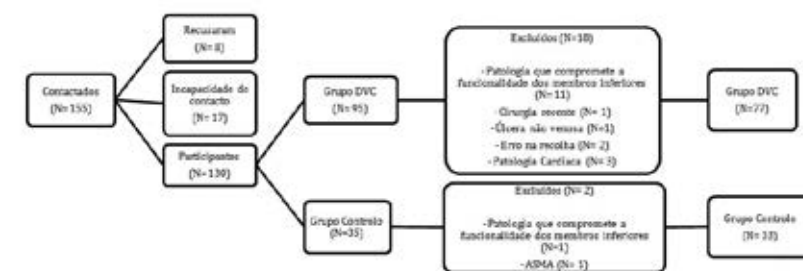 Recusaram
(N= 8)
Contactados
(N=155)
Incapacidade de
contacto
(N= 17)
Participantes
(N=130)
Grupo DVC
(N=95)
Excluídos (N=18)
-Patologia que compromete a
funcionalidade dos membros inferiores
(N=11)
-Cirurgia recente (N= 1)
-Úlcera não venosa (N=1)
-Erro na recolha (N= 2)
-Patologia Cardíaca (N= 3)
Grupo DVC
(N=77)
Grupo Controlo
(N=35)
Excluídos (N= 2)
-Patologia que compromete a
funcionalidade dos membros inferiores
(N=1)
-ASMA (N= 1)
Grupo Controlo
(N= 33)